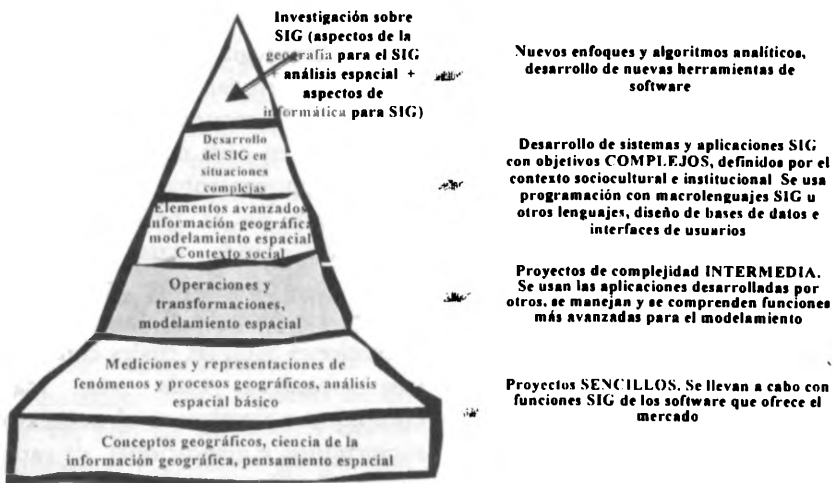 Investigación sobre
SIG (aspectos de la
geografía para el SIG
+ análisis espacial +
aspectos de
informática para SIG)
Nuevos enfoques y algoritmos analíticos,
desarrollo de nuevas herramientas de
software
Desarrollo
del SIG en
situaciones
complejas
Desarrollo de sistemas y aplicaciones SIG
con objetivos COMPLEJOS, definidos por el
contexto sociocultural e institucional Se usa
programación con macrolenguajes SIG u
otros lenguajes, diseño de bases de datos e
interfaces de usuarios
Elementos avanzados
información geográfica
modelamiento espacial
Contexto social
Operaciones y
transformaciones,
modelamiento espacial
Proyectos de complejidad INTERMEDIA.
Se usan las aplicaciones desarrolladas por
otros, se manejan y se comprenden funciones
más avanzadas para el modelamiento
Mediciones y representaciones de
fenómenos y procesos geográficos, análisis
espacial básico
Proyectos SENCILLOS. Se llevan a cabo con
funciones SIG de los software que ofrece el
mercado
Conceptos geográficos, ciencia de la
información geográfica, pensamiento espacial